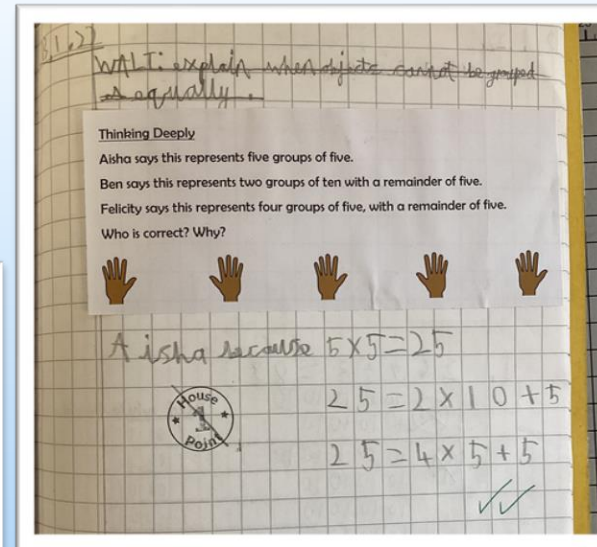 WALT: explain when objects cannot be grouped
equally.
Thinking Deeply
Aisha says this represents five groups of five.
Ben says this represents two groups of ten with a remainder of five.
Felicity says this represents four groups of five, with a remainder of five.
Who is correct? Why?
Aisha because 5×5=25
House
Point
25=2×10+5
25=4×5+5